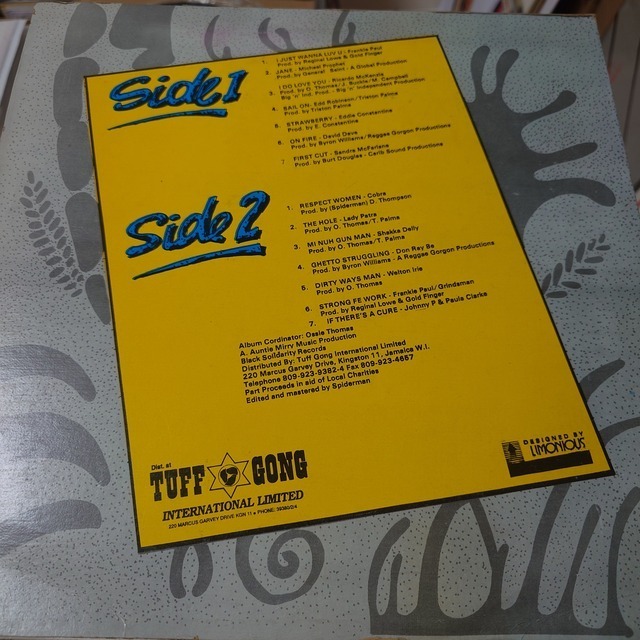 Side 1
1. I JUST WANNA LUV U - Frankie Paul
Prod. by Reginal Lowe & Gold Finger
2. JANE - Michael Prophet
Prod. by General Saint - A Global Production
3. I DO LOVE YOU - Ricardo McKenzie
Prod. by D. Thomas/J. Buckle/M. Campbell
Big 'n' Ind. Prod. - Big 'n' Independent Production
4. SAIL ON - Edd Robinson/Triston Palma
Prod. by Triston Palma
5. STRAWBERRY - Eddie Constantine
Prod. by E. Constantine
6. ON FIRE - David Dave
Prod. by Byron Williams/Reggae Gorgon Productions
7. FIRST CUT - Sandra McFarlane
Prod. by Burt Douglas - Carib Sound Productions
Side 2
1. RESPECT WOMEN - Cobra
Prod. by (Spiderman) D. Thompson
2. THE HOLE - Lady Patra
Prod. by O. Thomas/T. Palma
3. MI NUH GUN MAN - Shakka Dally
Prod. by O. Thomas/T. Palma
4. GHETTO STRUGGLING - Don Ray Be
Prod. by Byron Williams - A Reggae Gorgon Productions
5. DIRTY WAYS MAN - Welton Irie
Prod. by O. Thomas
6. STRONG FE WORK - Frankie Paul/Grindsman
Prod. by Reginal Lowe & Gold Finger
7. IF THERE'S A CURE - Johnny P & Paula Clarke
Album Cordinator: Ossie Thomas
A. Auntie Mirry Music Production
Black Solidarity Records
Distributed By: Tuff Gong International Limited
220 Marcus Garvey Drive, Kingston 11, Jamaica W.I.
Telephone 809-923-9382-4 Fax 809-923-4657
Part Proceeds in aid of Local Charities
Edited and mastered by Spiderman
Dist. at
TUFF GONG
INTERNATIONAL LIMITED
220 MARCUS GARVEY DRIVE KGN 11 • PHONE: 39380/2/4
DESIGNED BY
LIMONIOUS